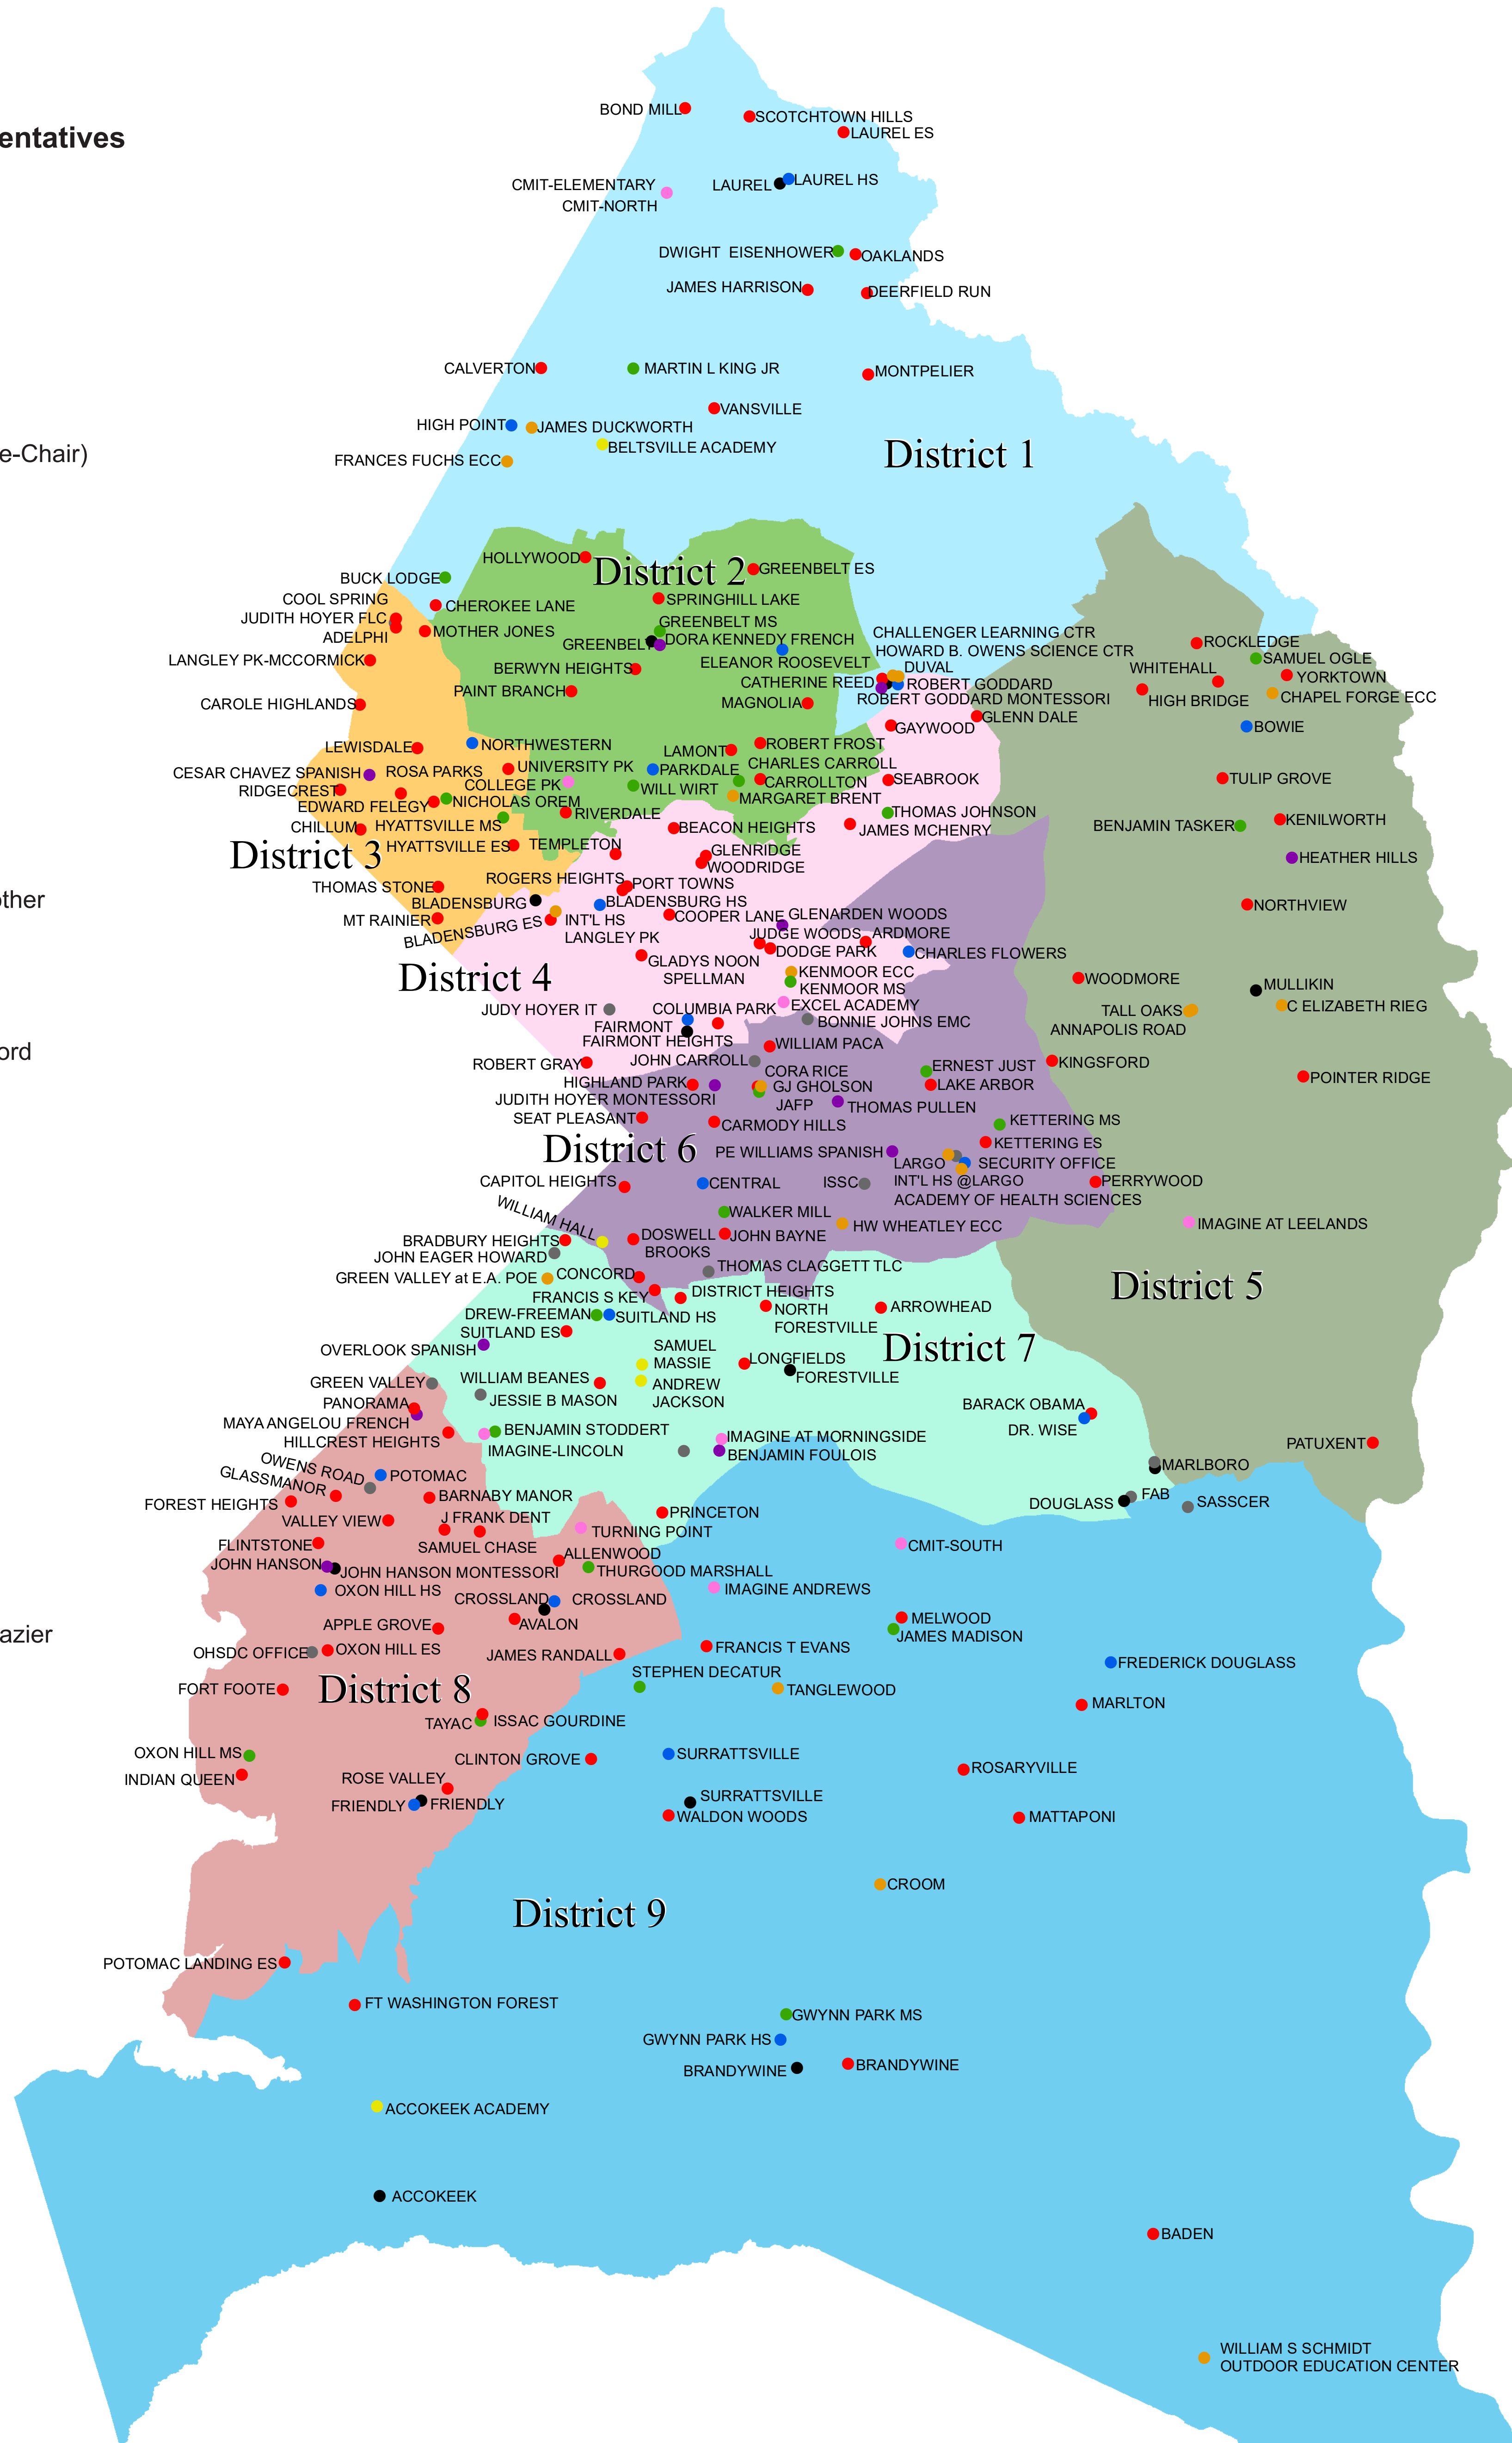 entatives
e-Chair)
other
ord
azier
BOND MILL
SCOTCHTOWN HILLS
LAUREL ES
CMIT-ELEMENTARY
CMIT-NORTH
LAUREL
LAUREL HS
DWIGHT EISENHOWER
OAKLANDS
JAMES HARRISON
DEERFIELD RUN
CALVERTON
MARTIN L KING JR
MONTPELIER
VANSVILLE
HIGH POINT
JAMES DUCKWORTH
BELTSVILLE ACADEMY
FRANCES FUCHS ECC
District 1
HOLLYWOOD
District 2
GREENBELT ES
BUCK LODGE
COOL SPRING
CHEROKEE LANE
SPRINGHILL LAKE
JUDITH HOYER FLC
ADELPHI
MOTHER JONES
GREENBELT MS
GREENBELT
DORA KENNEDY FRENCH
CHALLENGER LEARNING CTR
HOWARD B. OWENS SCIENCE CTR
ROCKLEDGE
SAMUEL OGLE
LANGLEY PK-MCCORMICK
BERWYN HEIGHTS
ELEANOR ROOSEVELT
DUVAL
WHITEHALL
YORKTOWN
PAINT BRANCH
CATHERINE REED
ROBERT GODDARD
ROBERT GODDARD MONTESSORI
HIGH BRIDGE
CHAPEL FORGE ECC
CAROLE HIGHLANDS
MAGNOLIA
GLENN DALE
GAYWOOD
BOWIE
LEWISDALE
NORTHWESTERN
LAMONT
ROBERT FROST
CESAR CHAVEZ SPANISH
ROSA PARKS
UNIVERSITY PK
PARKDALE
CHARLES CARROLL
RIDGECREST
COLLEGE PK
WILL WIRT
CARROLLTON
SEABROOK
TULIP GROVE
EDWARD FELEGY
NICHOLAS OREM
MARGARET BRENT
CHILLUM
HYATTSVILLE MS
RIVERDALE
BEACON HEIGHTS
THOMAS JOHNSON
JAMES MCHENRY
BENJAMIN TASKER
KENILWORTH
District 3
HYATTSVILLE ES
TEMPLETON
GLENRIDGE
WOODRIDGE
HEATHER HILLS
THOMAS STONE
ROGERS HEIGHTS
PORT TOWNS
BLADENSBURG
BLADENSBURG HS
NORTHVIEW
MT RAINIER
BLADENSBURG ES
INT'L HS
LANGLEY PK
COOPER LANE
GLENARDEN WOODS
JUDGE WOODS
ARDMORE
DODGE PARK
CHARLES FLOWERS
District 4
GLADYS NOON
SPELLMAN
KENMOOR ECC
KENMOOR MS
WOODMORE
MULLIKIN
JUDY HOYER IT
COLUMBIA PARK
EXCEL ACADEMY
TALL OAKS
C ELIZABETH RIEG
FAIRMONT
FAIRMONT HEIGHTS
BONNIE JOHNS EMC
ANNAPOLIS ROAD
WILLIAM PACA
ROBERT GRAY
JOHN CARROLL
ERNEST JUST
KINGSFORD
HIGHLAND PARK
CORA RICE
GJ GHOLSON
JAFP
LAKE ARBOR
POINTER RIDGE
JUDITH HOYER MONTESSORI
THOMAS PULLEN
SEAT PLEASANT
CARMODY HILLS
KETTERING MS
District 6
PE WILLIAMS SPANISH
KETTERING ES
LARGO
SECURITY OFFICE
CAPITOL HEIGHTS
CENTRAL
ISSC
INT'L HS @LARGO
PERRYWOOD
ACADEMY OF HEALTH SCIENCES
WILLIAM HALL
WALKER MILL
HW WHEATLEY ECC
IMAGINE AT LEELANDS
BRADBURY HEIGHTS
DOSWELL
BROOKS
JOHN BAYNE
JOHN EAGER HOWARD
GREEN VALLEY at E.A. POE
CONCORD
THOMAS CLAGGETT TLC
District 5
FRANCIS S KEY
DISTRICT HEIGHTS
DREW-FREEMAN
SUITLAND HS
NORTH
FORESTVILLE
ARROWHEAD
SUITLAND ES
OVERLOOK SPANISH
SAMUEL
MASSIE
LONGFIELDS
District 7
GREEN VALLEY
WILLIAM BEANES
ANDREW
JACKSON
FORESTVILLE
PANORAMA
JESSIE B MASON
BARACK OBAMA
MAYA ANGELOU FRENCH
HILLCREST HEIGHTS
BENJAMIN STODDERT
IMAGINE AT MORNINGSIDE
DR. WISE
IMAGINE-LINCOLN
BENJAMIN FOULOIS
PATUXENT
OWENS ROAD
GLASSMANOR
POTOMAC
MARLBORO
FOREST HEIGHTS
BARNABY MANOR
DOUGLASS
FAB
SASSCER
VALLEY VIEW
J FRANK DENT
PRINCETON
FLINTSTONE
SAMUEL CHASE
TURNING POINT
CMIT-SOUTH
JOHN HANSON
JOHN HANSON MONTESSORI
ALLENWOOD
THURGOOD MARSHALL
OXON HILL HS
CROSSLAND
CROSSLAND
IMAGINE ANDREWS
APPLE GROVE
AVALON
MELWOOD
JAMES MADISON
OHSDC OFFICE
OXON HILL ES
JAMES RANDALL
FRANCIS T EVANS
FREDERICK DOUGLASS
FORT FOOTE
District 8
STEPHEN DECATUR
TANGLEWOOD
MARLTON
TAYAC
ISSAC GOURDINE
OXON HILL MS
CLINTON GROVE
SURRATTSVILLE
INDIAN QUEEN
ROSE VALLEY
ROSARYVILLE
FRIENDLY
FRIENDLY
SURRATTSVILLE
WALDON WOODS
MATTAPONI
CROOM
District 9
POTOMAC LANDING ES
FT WASHINGTON FOREST
GWYNN PARK MS
GWYNN PARK HS
BRANDYWINE
BRANDYWINE
ACCOKEEK ACADEMY
ACCOKEEK
BADEN
WILLIAM S SCHMIDT
OUTDOOR EDUCATION CENTER